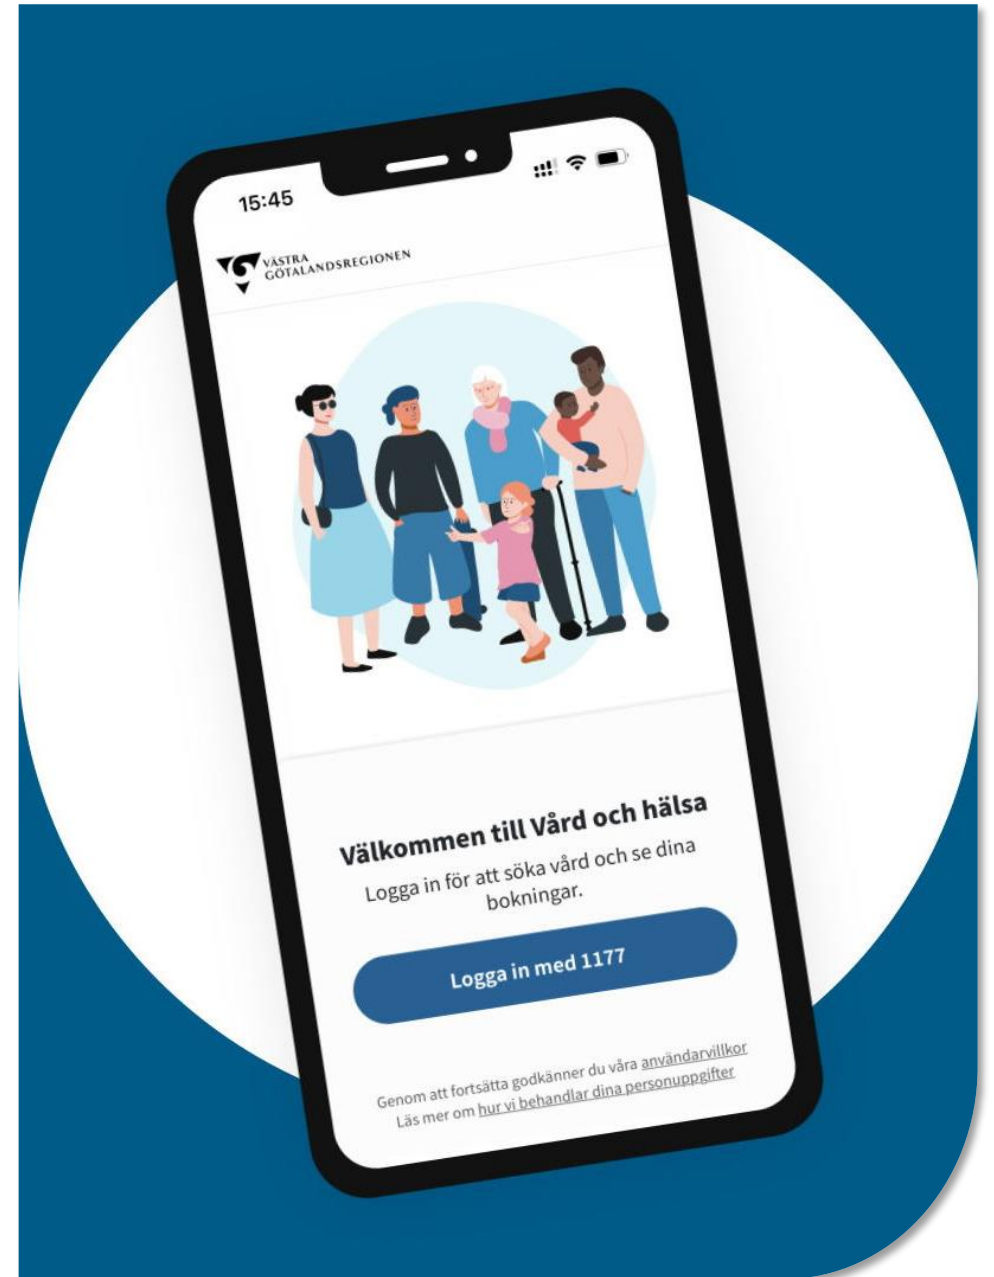 15:45
VÄSTRA
GÖTALANDSREGIONEN
Välkommen till Vård och hälsa
Logga in för att söka vård och se dina
bokningar.
Logga in med 1177
Genom att fortsätta godkänner du våra användarvillkor
Läs mer om hur vi behandlar dina personuppgifter